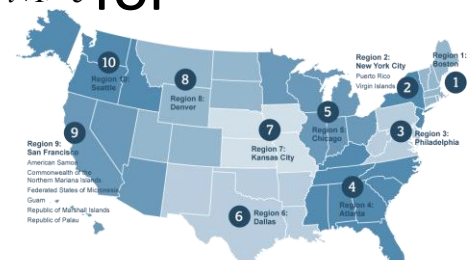 10
Region 10:
Seattle
8
Region 8:
Denver
Region 2:
New York City
Puerto Rico
Virgin Islands
2
Region 1:
Boston
1
9
Region 9:
San Francisco
American Samoa
Commonwealth of the
Northern Mariana Islands
Federated States of Micronesia
Guam
Republic of Marshall Islands
Republic of Palau
7
Region 7:
Kansas City
5
Region 5:
Chicago
3
Region 3:
Philadelphia
6
Region 6:
Dallas
4
Region 4:
Atlanta